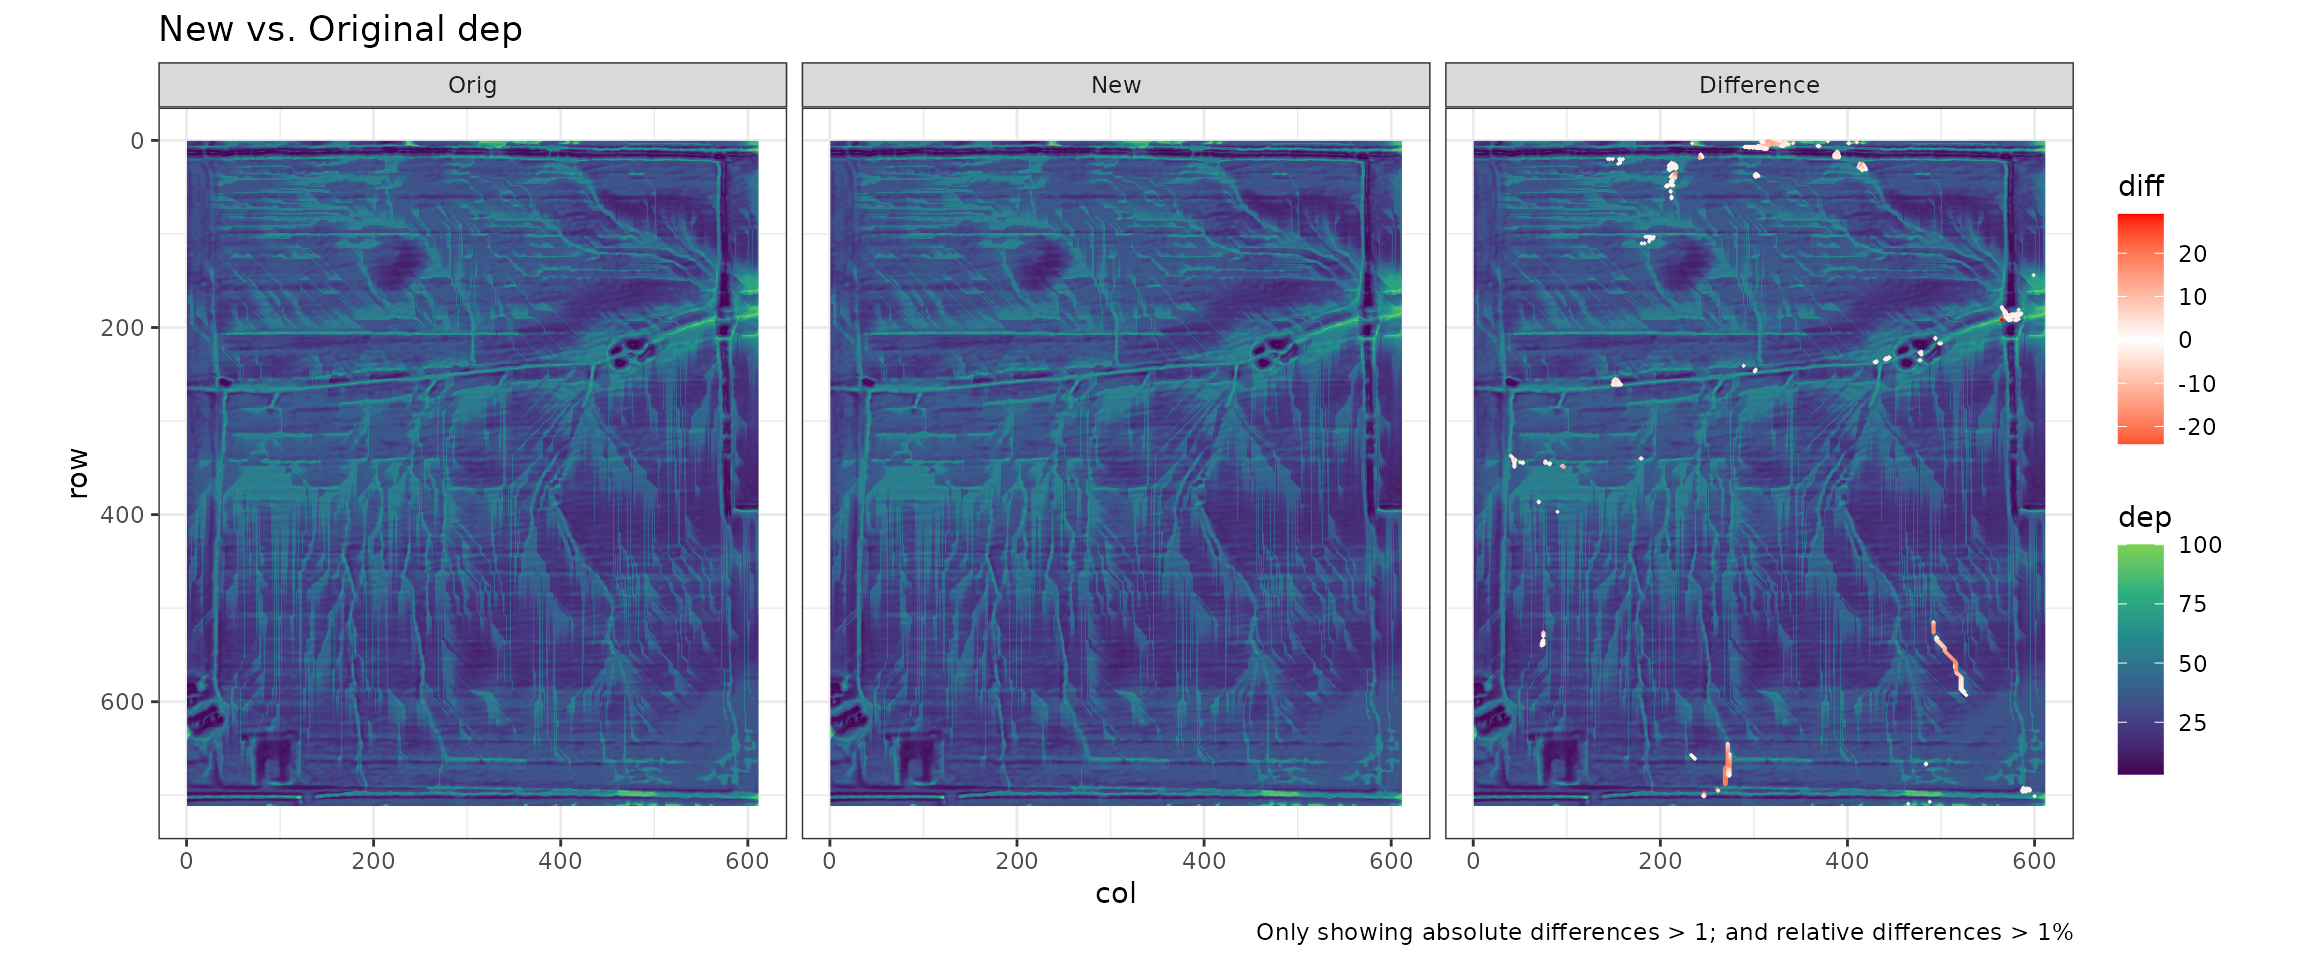 New vs. Original dep
Orig
New
Difference
0
200
400
600
row
0
200
400
600
0
200
400
600
0
200
400
600
col
diff
20
10
0
-10
-20
dep
100
75
50
25
Only showing absolute differences > 1; and relative differences > 1%